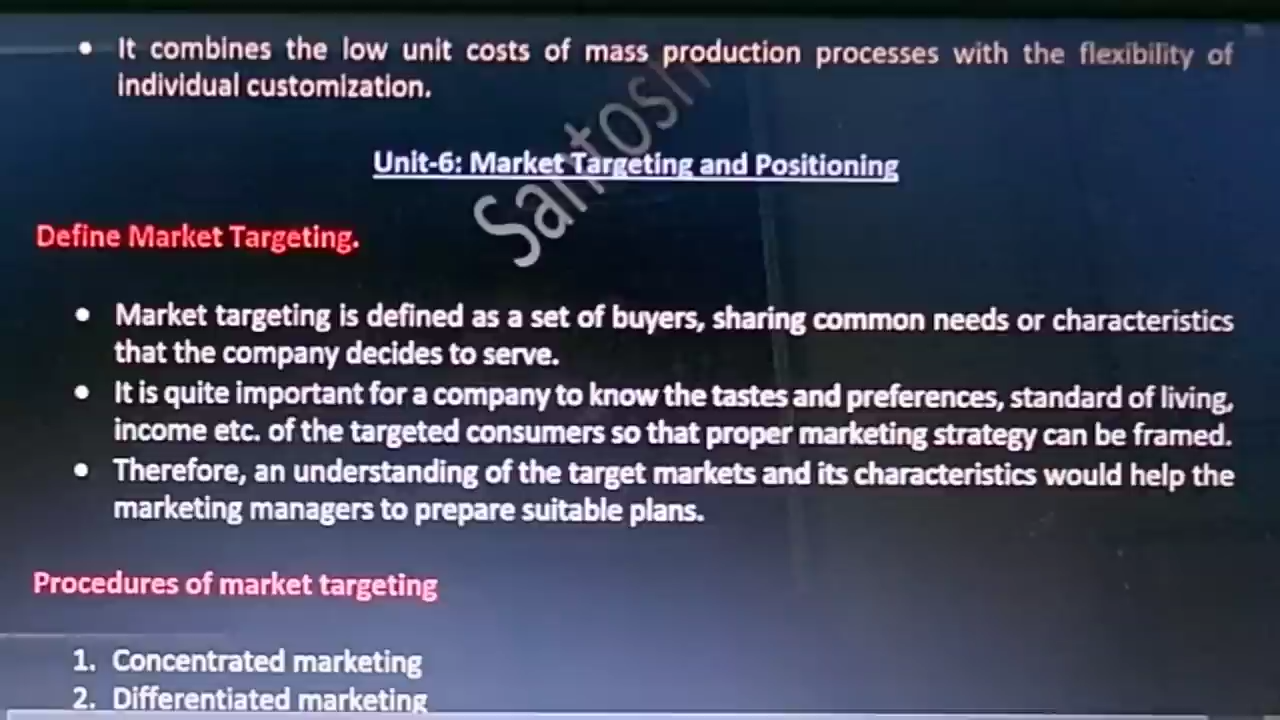 • It combines the low unit costs of mass production processes with the flexibility of
individual customization.
Unit-6: Market Targeting and Positioning
Santosh
Define Market Targeting.
• Market targeting is defined as a set of buyers, sharing common needs or characteristics
that the company decides to serve.
• It is quite important for a company to know the tastes and preferences, standard of living,
income etc. of the targeted consumers so that proper marketing strategy can be framed.
• Therefore, an understanding of the target markets and its characteristics would help the
marketing managers to prepare suitable plans.
Procedures of market targeting
1. Concentrated marketing
2. Differentiated marketing